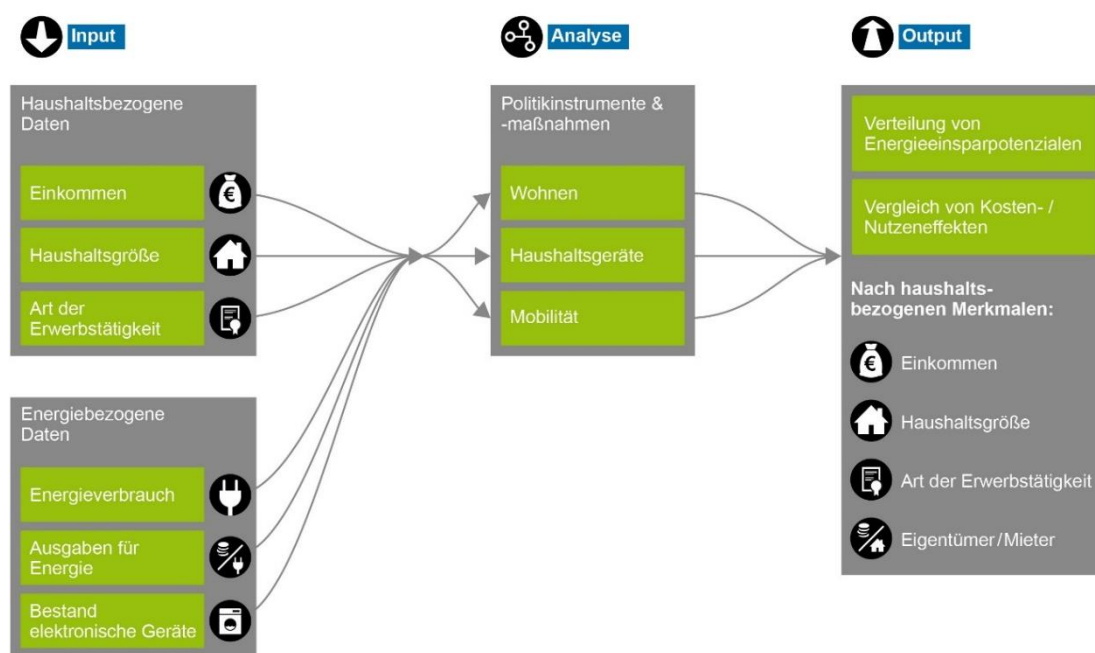 Input
Haushaltsbezogene
Daten
Einkommen
Haushaltsgröße
Art der
Erwerbstätigkeit
Energiebezogene
Daten
Energieverbrauch
Ausgaben für
Energie
Bestand
elektronische Geräte
Analyse
Politikinstrumente &
-maßnahmen
Wohnen
Haushaltsgeräte
Mobilität
Output
Verteilung von
Energieeinsparpotenzialen
Vergleich von Kosten- /
Nutzeneffekten
Nach haushalts-
bezogenen Merkmalen:
Einkommen
Haushaltsgröße
Art der Erwerbstätigkeit
Eigentümer/Mieter